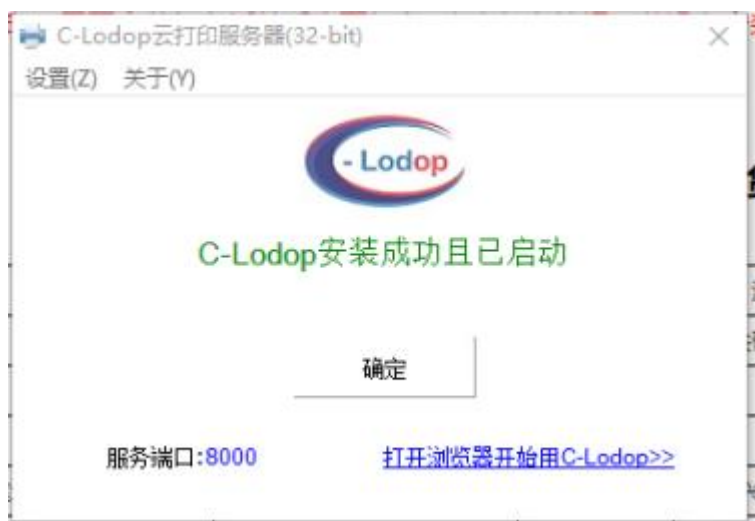 C-Lodop云打印服务器(32-bit)
设置(Z) 关于(Y)
- Lodop
C-Lodop安装成功且已启动
确定
服务端口:8000 打开浏览器开始用C-Lodop>>